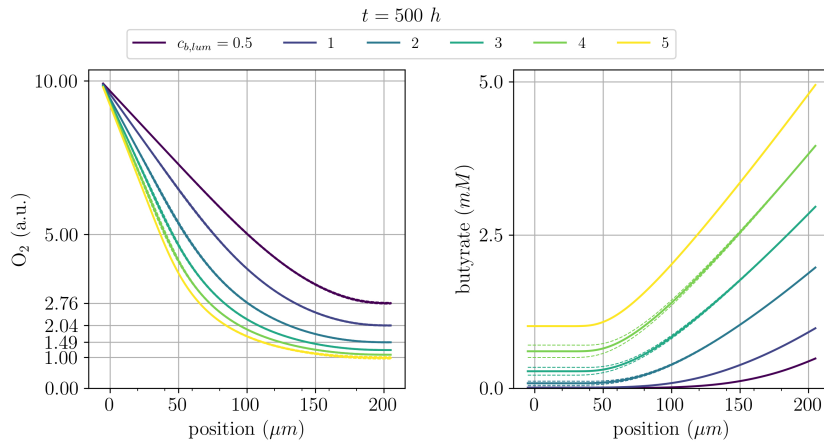 t = 500 h
c_{b,lum} = 0.5 1 2 3 4 5
O₂ (a.u.)
10.00
5.00
2.76
2.04
1.49
1.00
0.00
0 50 100 150 200
position (μm)
butyrate (mM)
5.0
2.5
0.0
0 50 100 150 200
position (μm)